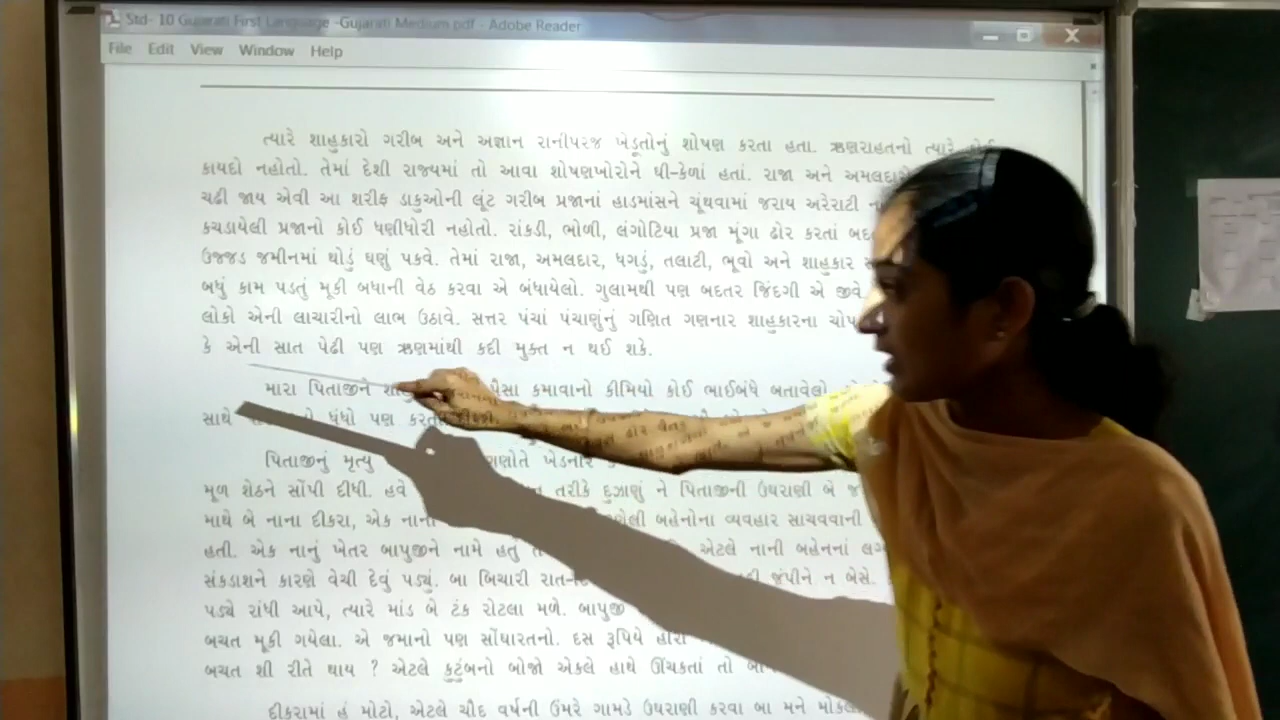 Std- 10 Gujarati First Language -Gujarati Medium.pdf - Adobe Reader
File Edit View Window Help
ત્યારે શાહુકારો ગરીબ અને અજ્ઞાન રાનીપરજ ખેડૂતોનું શોષણ કરતા હતા. ઋણરાહતનો ત્યારે કોઈ
કાયદો નહોતો. તેમાં દેશી રાજ્યમાં તો આવા શોષણખોરોને ઘી-કેળાં હતાં. રાજા અને
ચઢી જાય એવી આ શરીફ ડાકુઓની લૂંટ ગરીબ પ્રજાનાં હાડમાંસને ચૂંથવામાં જરાય અરેરાટી
કચડાયેલી પ્રજાનો કોઈ ધણીધોરી નહોતો. રાંકડી, ભોળી, લંગોટિયા પ્રજા મૂંગા ઢોર કરતાં
ઉજ્જડ જમીનમાં થોડું ઘણું પકવે. તેમાં રાજા, અમલદાર, ધગડું, તલાટી, ભૂવો અને શાહુકાર
બધું કામ પડતું મૂકી બધાની વેઠ કરવા એ બંધાયેલો. ગુલામથી પણ બદતર જિંદગી એ જીવે.
લોકો એની લાચારીનો લાભ ઉઠાવે. સત્તર પંચાં પંચાણુંનું ગણિત ગણનાર શાહુકારના
કે એની સાત પેઢી પણ ઋણમાંથી કદી મુક્ત ન થઈ શકે.
મારા પિતાજીને પૈસા કમાવાનો કીમિયો કોઈ ભાઈબંધે બતાવેલો
સાથે ધંધો પણ
પિતાજીનું મૃત્યુ ગણોતે ખેડનાર
મૂળ શેઠને સોંપી દીધી. હવે તરીકે દુઝાણું ને પિતાજીની ઉઘરાણી બે જ
માથે બે નાના દીકરા, એક નાની બહેનોના વ્યવહાર સાચવવાની
હતી. એક નાનું ખેતર બાપુજીને નામે હતું એટલે નાની બહેનનાં
સંકડાશને કારણે વેચી દેવું પડ્યું. બા બિચારી જંપીને ન બેસે.
પડ્યે રાંધી આપે, ત્યારે માંડ બે ટંક રોટલા મળે. બાપુજી
બચત મૂકી ગયેલા. એ જમાનો પણ સોંઘારતનો. દસ રૂપિયે
બચત શી રીતે થાય ? એટલે કુટુંબનો બોજો એકલે હાથે ઊંચકતાં તો
દીકરામાં હું મોટો, એટલે ચૌદ વર્ષની ઉંમરે ગામડે ઉઘરાણી કરવા બા મને